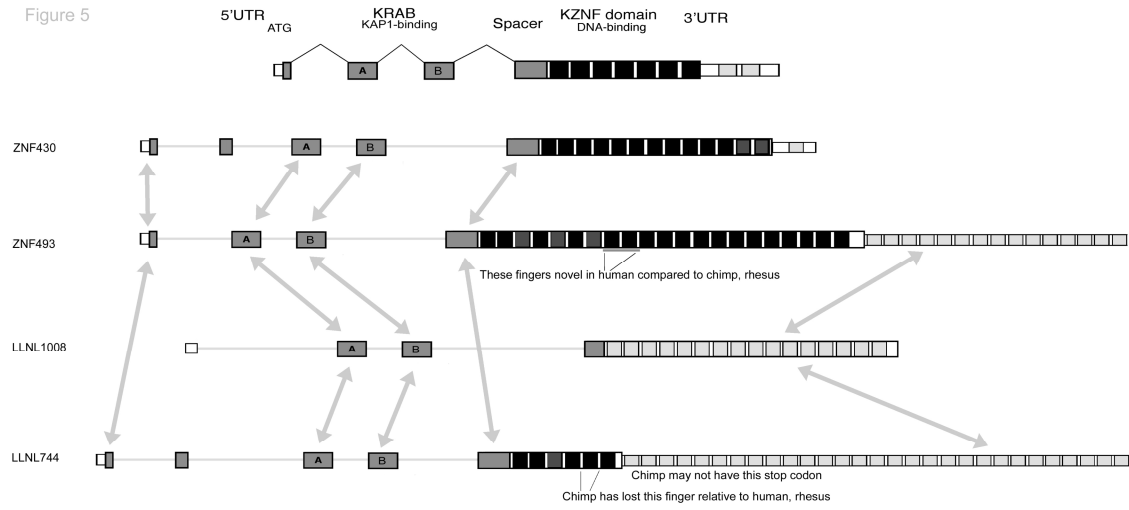 Figure 5
5'UTR
ATG
KRAB
KAP1-binding
Spacer
KZNF domain
DNA-binding
3'UTR
A
B
ZNF430
A
B
ZNF493
A
B
These fingers novel in human compared to chimp, rhesus
LLNL1008
A
B
LLNL744
A
B
Chimp may not have this stop codon
Chimp has lost this finger relative to human, rhesus